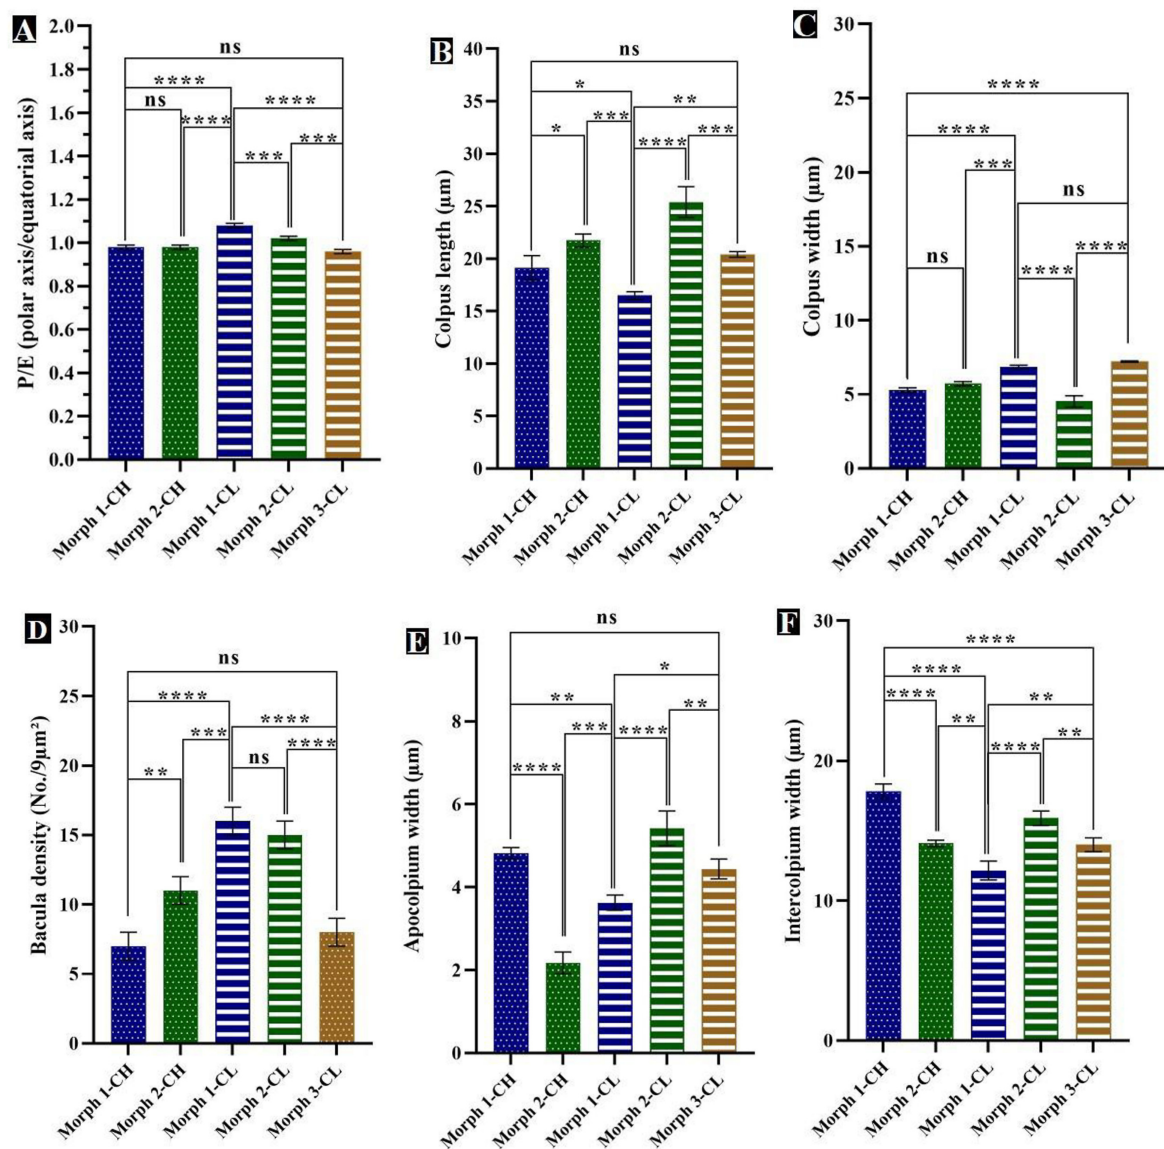 A
P/E (polar axis/equatorial axis)
2.0
1.8
1.6
1.4
1.2
1.0
0.8
0.6
0.4
0.2
0.0
ns
****
ns
****
****
***
***
Morph 1-CH
Morph 2-CH
Morph 1-CL
Morph 2-CL
Morph 3-CL
B
Colpus length (µm)
40
35
30
25
20
15
10
5
0
ns
*
**
*
***
***
****
Morph 1-CH
Morph 2-CH
Morph 1-CL
Morph 2-CL
Morph 3-CL
C
Colpus width (µm)
30
25
20
15
10
5
0
****
****
***
ns
ns
****
****
Morph 1-CH
Morph 2-CH
Morph 1-CL
Morph 2-CL
Morph 3-CL
D
Bacula density (No./9µm²)
30
25
20
15
10
5
0
ns
****
****
***
****
**
ns
Morph 1-CH
Morph 2-CH
Morph 1-CL
Morph 2-CL
Morph 3-CL
E
Apocolpium width (µm)
10
8
6
4
2
0
ns
*
**
**
***
****
****
Morph 1-CH
Morph 2-CH
Morph 1-CL
Morph 2-CL
Morph 3-CL
F
Intercolpium width (µm)
30
20
10
0
****
****
****
**
**
**
****
Morph 1-CH
Morph 2-CH
Morph 1-CL
Morph 2-CL
Morph 3-CL